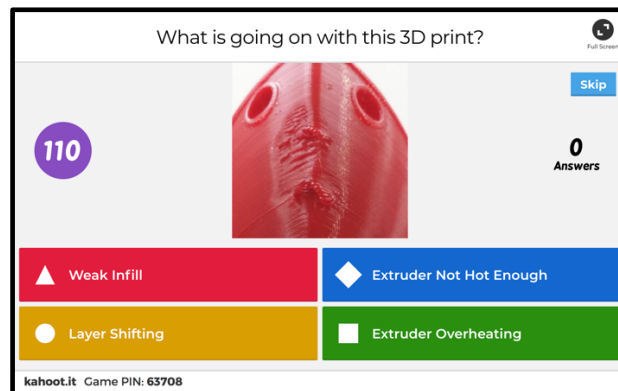 What is going on with this 3D print?
Full Screen
Skip
110
0
Answers
Weak Infill
Extruder Not Hot Enough
Layer Shifting
Extruder Overheating
kahoot.it Game PIN: 63708